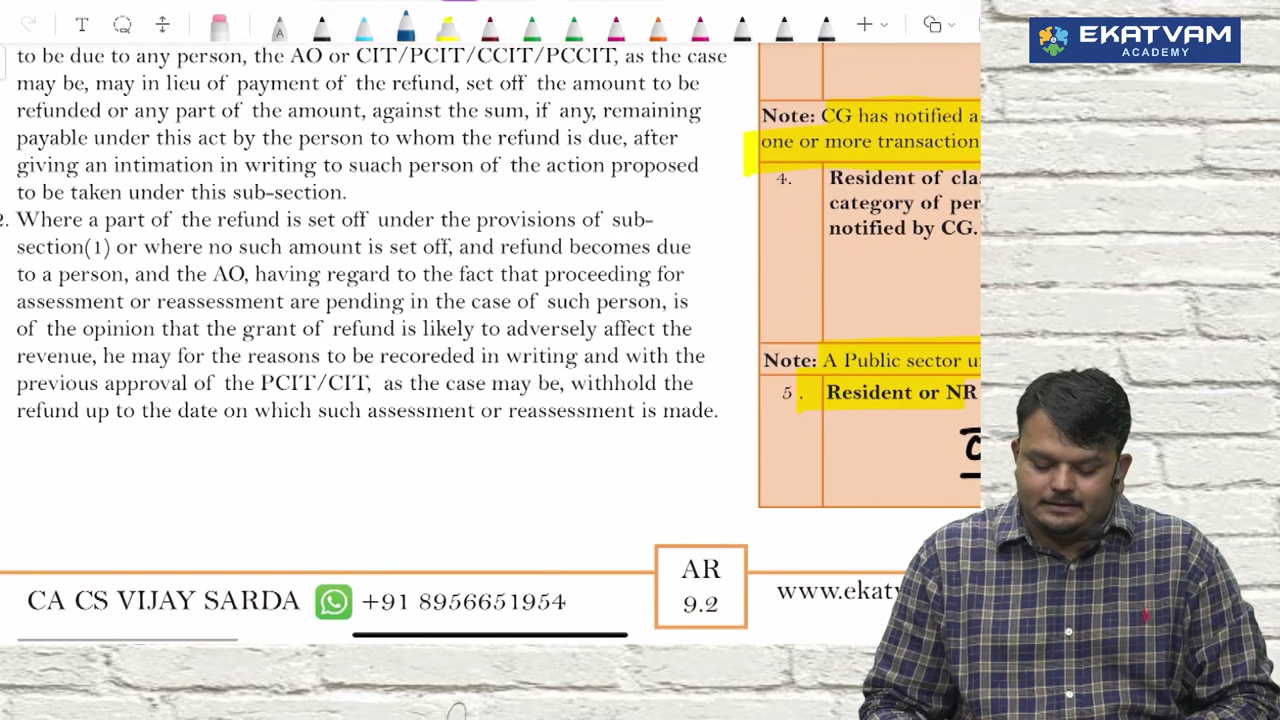 EKATVAM
ACADEMY
to be due to any person, the AO or CIT/PCIT/CCIT/PCCIT, as the case
may be, may in lieu of payment of the refund, set off the amount to be
refunded or any part of the amount, against the sum, if any, remaining
payable under this act by the person to whom the refund is due, after
giving an intimation in writing to suach person of the action proposed
to be taken under this sub-section.
2. Where a part of the refund is set off under the provisions of sub-
section(1) or where no such amount is set off, and refund becomes due
to a person, and the AO, having regard to the fact that proceeding for
assessment or reassessment are pending in the case of such person, is
of the opinion that the grant of refund is likely to adversely affect the
revenue, he may for the reasons to be recoreded in writing and with the
previous approval of the PCIT/CIT, as the case may be, withhold the
refund up to the date on which such assessment or reassessment is made.
Note: CG has notified a
one or more transaction
4. Resident of cla
category of per
notified by CG.
Note: A Public sector u
5. Resident or NR
CA CS VIJAY SARDA +91 8956651954
AR
9.2
www.ekatv